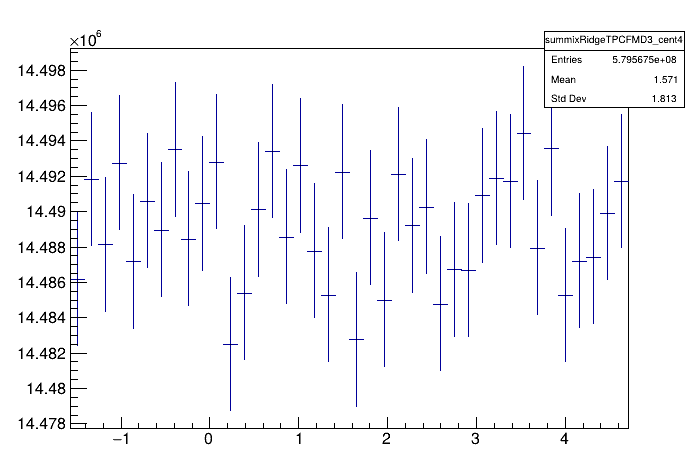 ×10⁶
summixRidgeTPCFMD3_cent4
Entries 5.795675e+08
Mean 1.571
Std Dev 1.813
14.498
14.496
14.494
14.492
14.49
14.488
14.486
14.484
14.482
14.48
14.478
−1 0 1 2 3 4